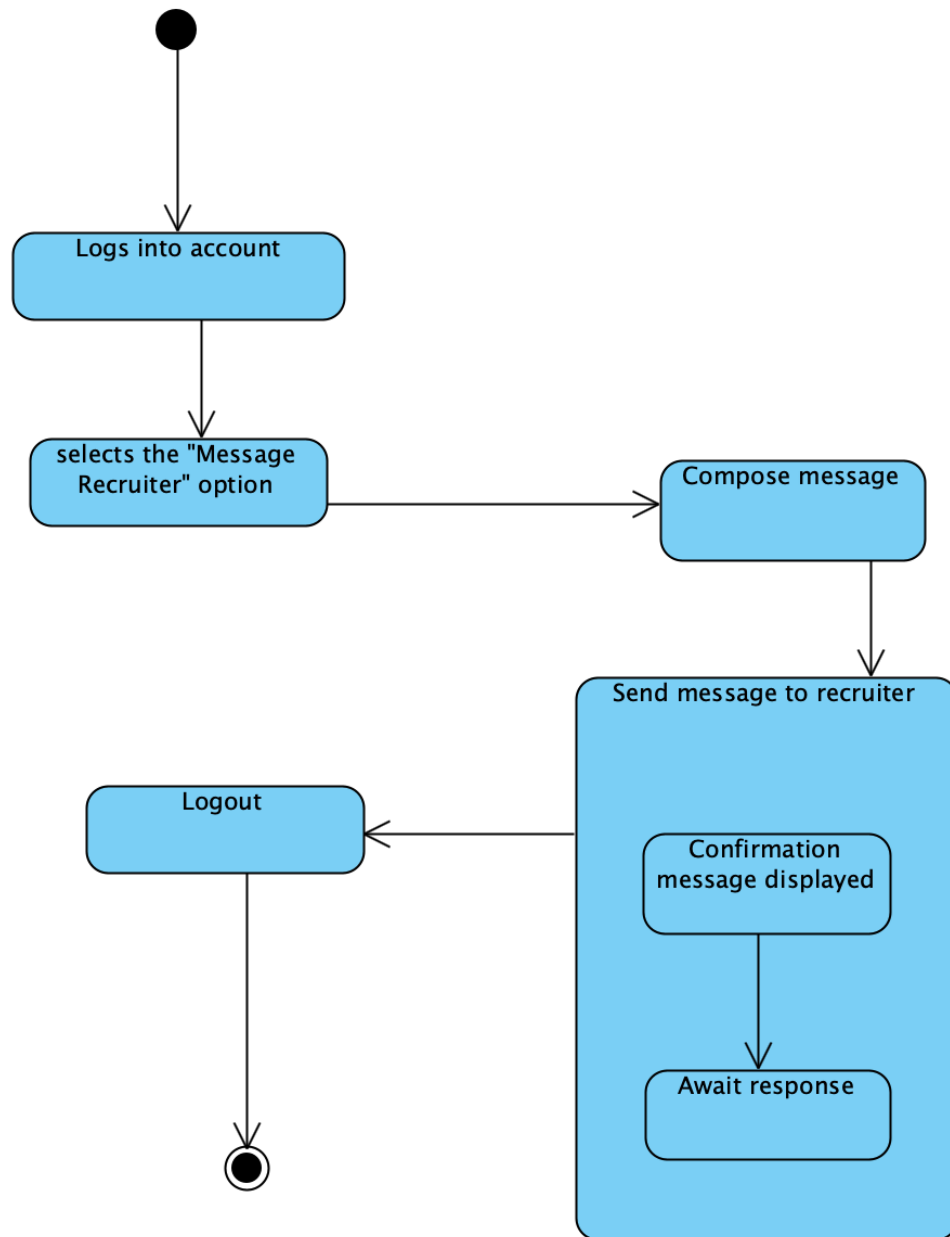 Logs into account
selects the "Message
Recruiter" option
Compose message
Send message to recruiter
Logout
Confirmation
message displayed
Await response